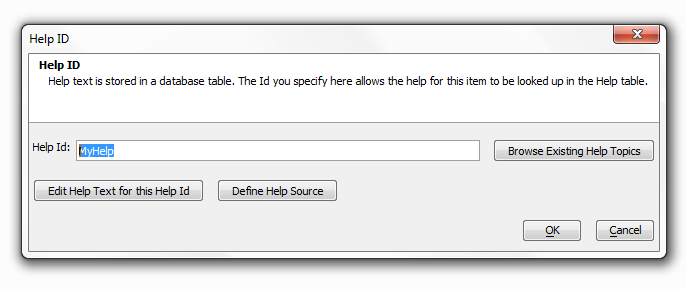 Help ID
Help ID
Help text is stored in a database table. The Id you specify here allows the help for this item to be looked up in the Help table.
Help Id: MyHelp Browse Existing Help Topics
Edit Help Text for this Help Id Define Help Source
OK Cancel